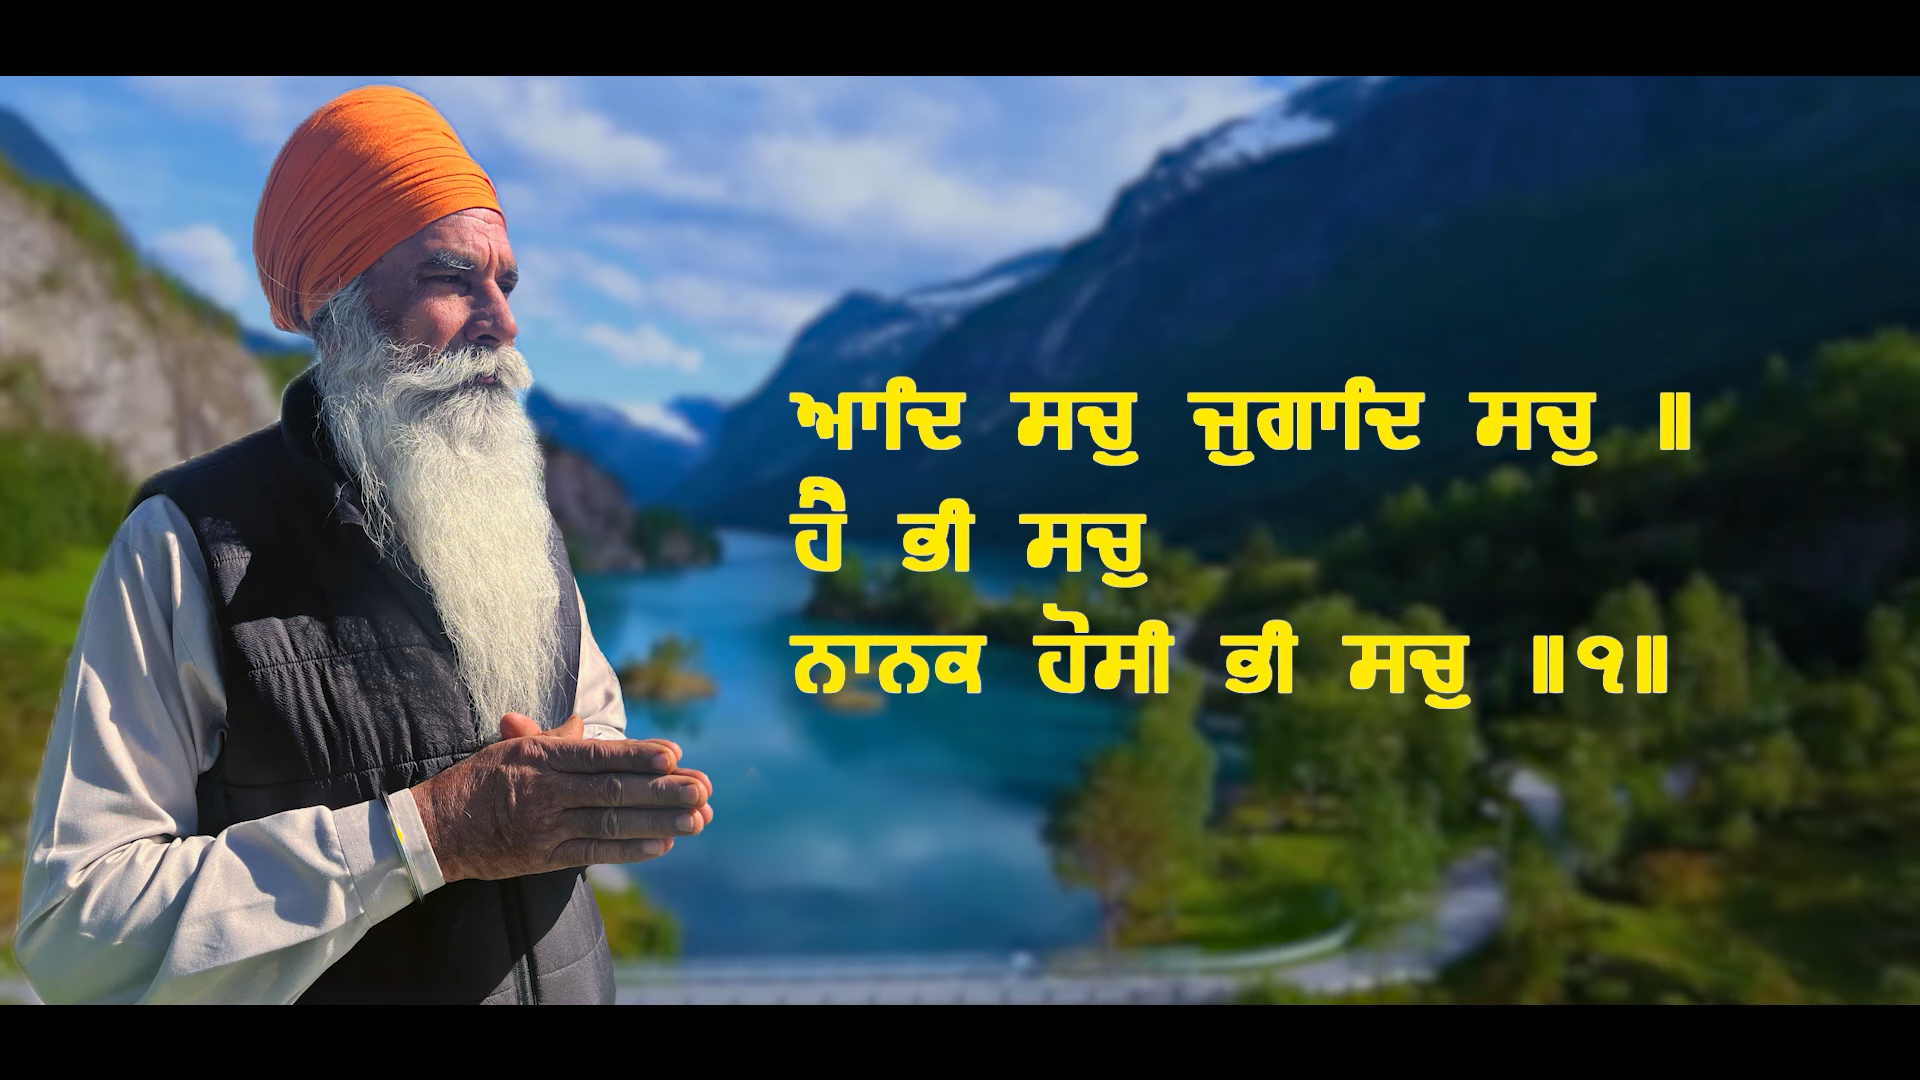 ਆਦਿ ਸਚੁ ਜੁਗਾਦਿ ਸਚੁ ॥
ਹੈ ਭੀ ਸਚੁ
ਨਾਨਕ ਹੋਸੀ ਭੀ ਸਚੁ ॥੧॥